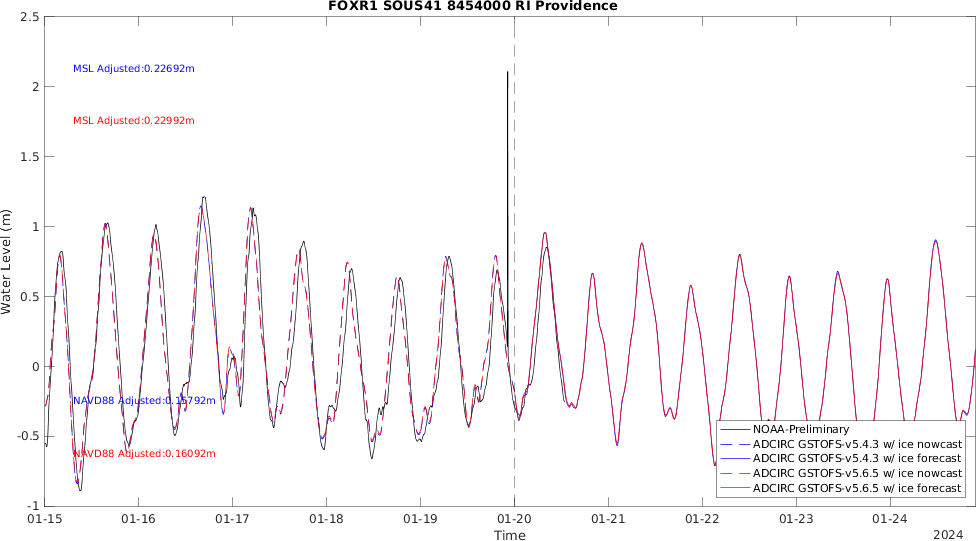 FOXR1 SOUS41 8454000 RI Providence
2.5
2
1.5
1
0.5
0
-0.5
-1
Water Level (m)
MSL Adjusted:0.22692m
MSL Adjusted:0.22992m
NAVD88 Adjusted:0.15792m
NAVD88 Adjusted:0.16092m
NOAA-Preliminary
ADCIRC GSTOFS-v5.4.3 w/ ice nowcast
ADCIRC GSTOFS-v5.4.3 w/ ice forecast
ADCIRC GSTOFS-v5.6.5 w/ ice nowcast
ADCIRC GSTOFS-v5.6.5 w/ ice forecast
01-15 01-16 01-17 01-18 01-19 01-20 01-21 01-22 01-23 01-24
Time
2024